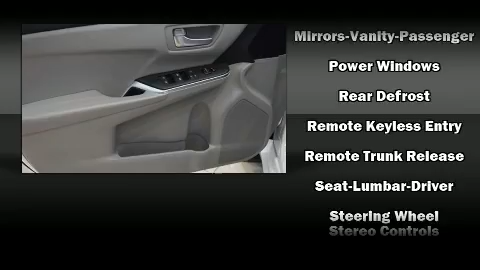 Mirrors-Vanity-Passenger
Power Windows
Rear Defrost
Remote Keyless Entry
Remote Trunk Release
Seat-Lumbar-Driver
Steering Wheel
Stereo Controls